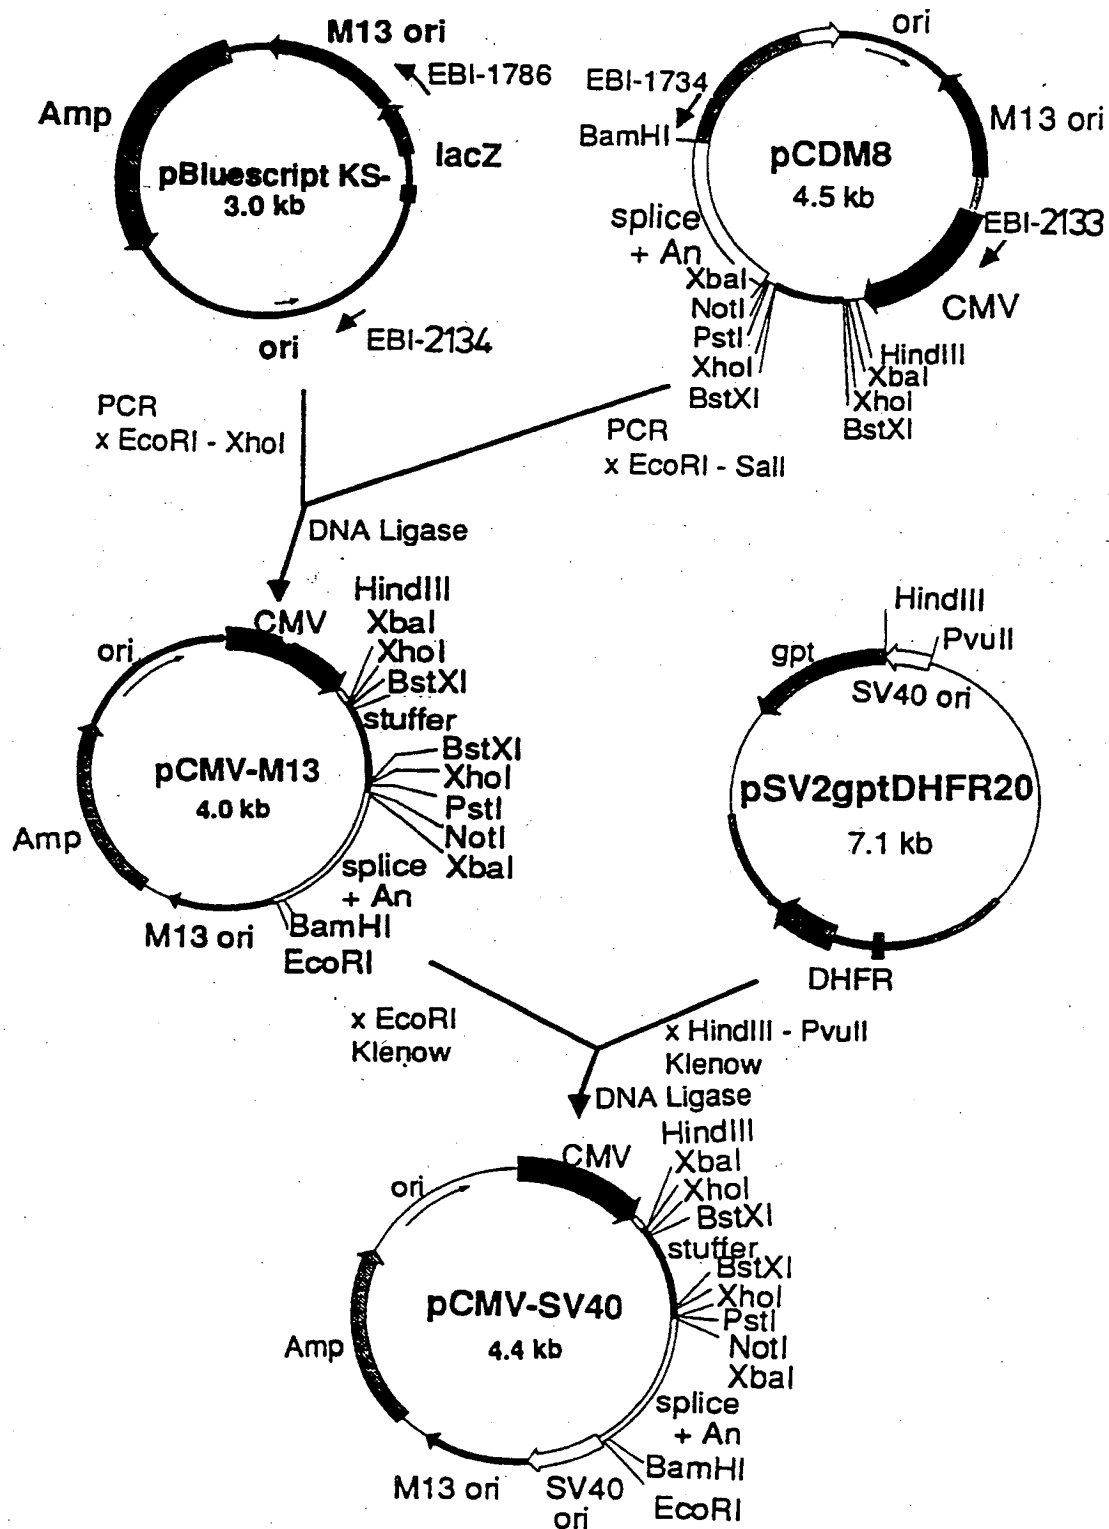 M13 ori
EBI-1786
Amp
lacZ
pBluescript KS-
3.0 kb
ori
EBI-2134
ori
EBI-1734
BamHI
M13 ori
pCDM8
4.5 kb
splice
+ An
EBI-2133
CMV
XbaI
NotI
PstI
XhoI
BstXI
HindIII
XbaI
XhoI
BstXI
PCR
x EcoRI - XhoI
PCR
x EcoRI - SalI
DNA Ligase
CMV
HindIII
XbaI
XhoI
BstXI
stuffer
BstXI
XhoI
PstI
NotI
XbaI
ori
pCMV-M13
4.0 kb
Amp
splice
+ An
M13 ori
BamHI
EcoRI
HindIII
PvuII
gpt
SV40 ori
pSV2gptDHFR20
7.1 kb
DHFR
x EcoRI
Klenow
x HindIII - PvuII
Klenow
DNA Ligase
CMV
HindIII
XbaI
XhoI
BstXI
stuffer
BstXI
XhoI
PstI
NotI
XbaI
ori
pCMV-SV40
4.4 kb
Amp
splice
+ An
BamHI
EcoRI
M13 ori
SV40
ori